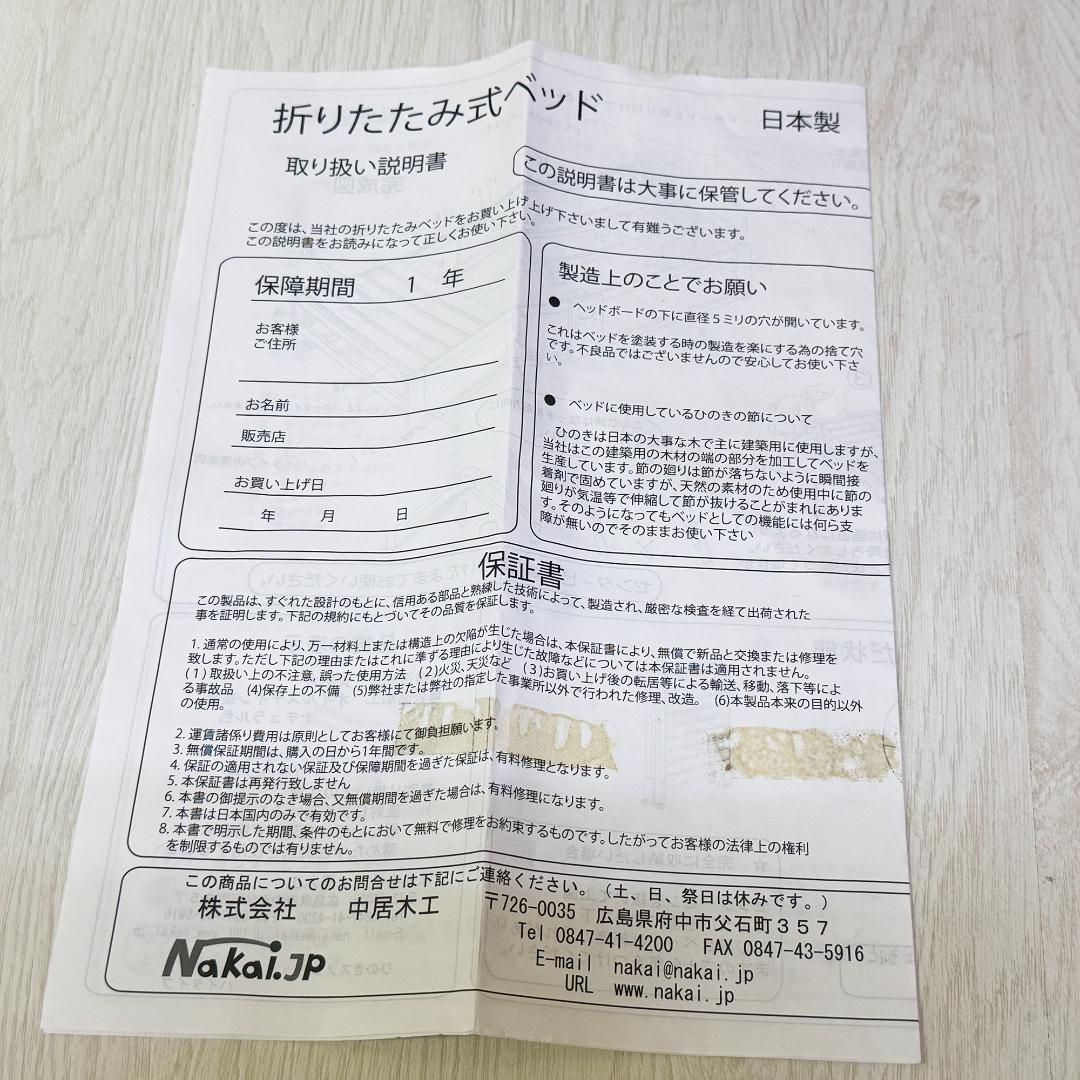 折りたたみ式ベッド
日本製
取り扱い説明書
この説明書は大事に保管してください。
この度は、当社の折りたたみベッドをお買い上げ上げ下さいまして有難うございます。
この説明書をお読みになって正しくお使い下さい。
保障期間 1 年
お客様
ご住所
お名前
販売店
お買い上げ日
年 月 日
製造上のことでお願い
● ヘッドボードの下に直径5ミリの穴が開いています。
これはベッドを塗装する時の製造を楽にする為の捨て穴
です。不良品ではございませんので安心してお使い下さ
い。
● ベッドに使用しているひのきの節について
ひのきは日本の大事な木で主に建築用に使用しますが、
当社はこの建築用の木材の端の部分を加工してベッドを
生産しています。節の廻りは節が落ちないように瞬間接
着剤で固めていますが、天然の素材のため使用中に節の
廻りが気温等で伸縮して節が抜けることがまれにありま
す。そのようになってもベッドとしての機能には何ら支
障が無いのでそのままお使い下さい
保証書
この製品は、すぐれた設計のもとに、信用ある部品と熟練した技術によって、製造され、厳密な検査を経て出荷された
事を証明します。下記の規約にもとづいてその品質を保証します。
1. 通常の使用により、万一材料上または構造上の欠陥が生じた場合は、本保証書により、無償で新品と交換または修理を
致します。ただし下記の理由またはこれに準ずる理由により生じた故障などについては本保証書は適用されません。
(1) 取扱い上の不注意、誤った使用方法 (2)火災、天災など (3)お買い上げ後の転居等による輸送、移動、落下等によ
る事故品 (4)保存上の不備 (5)弊社または弊社の指定した事業所以外で行われた修理、改造。 (6)本製品本来の目的以外
の使用。
2. 運賃諸係り費用は原則としてお客様にて御負担願います。
3. 無償保証期間は、購入の日から1年間です。
4. 保証の適用されない保証及び保障期間を過ぎた保証は、有料修理となります。
5. 本保証書は再発行致しません
6. 本書の御提示のなき場合、又無償期間を過ぎた場合は、有料修理になります。
7. 本書は日本国内のみで有効です。
8. 本書で明示した期間、条件のもとにおいて無料で修理をお約束するものです。したがってお客様の法律上の権利
を制限するものでは有りません。
この商品についてのお問合せは下記にご連絡ください。（土、日、祭日は休みです。）
株式会社 中居木工
〒726-0035 広島県府中市父石町357
Tel 0847-41-4200 FAX 0847-43-5916
E-mail nakai@nakai.jp
URL www.nakai.jp
Nakai.JP